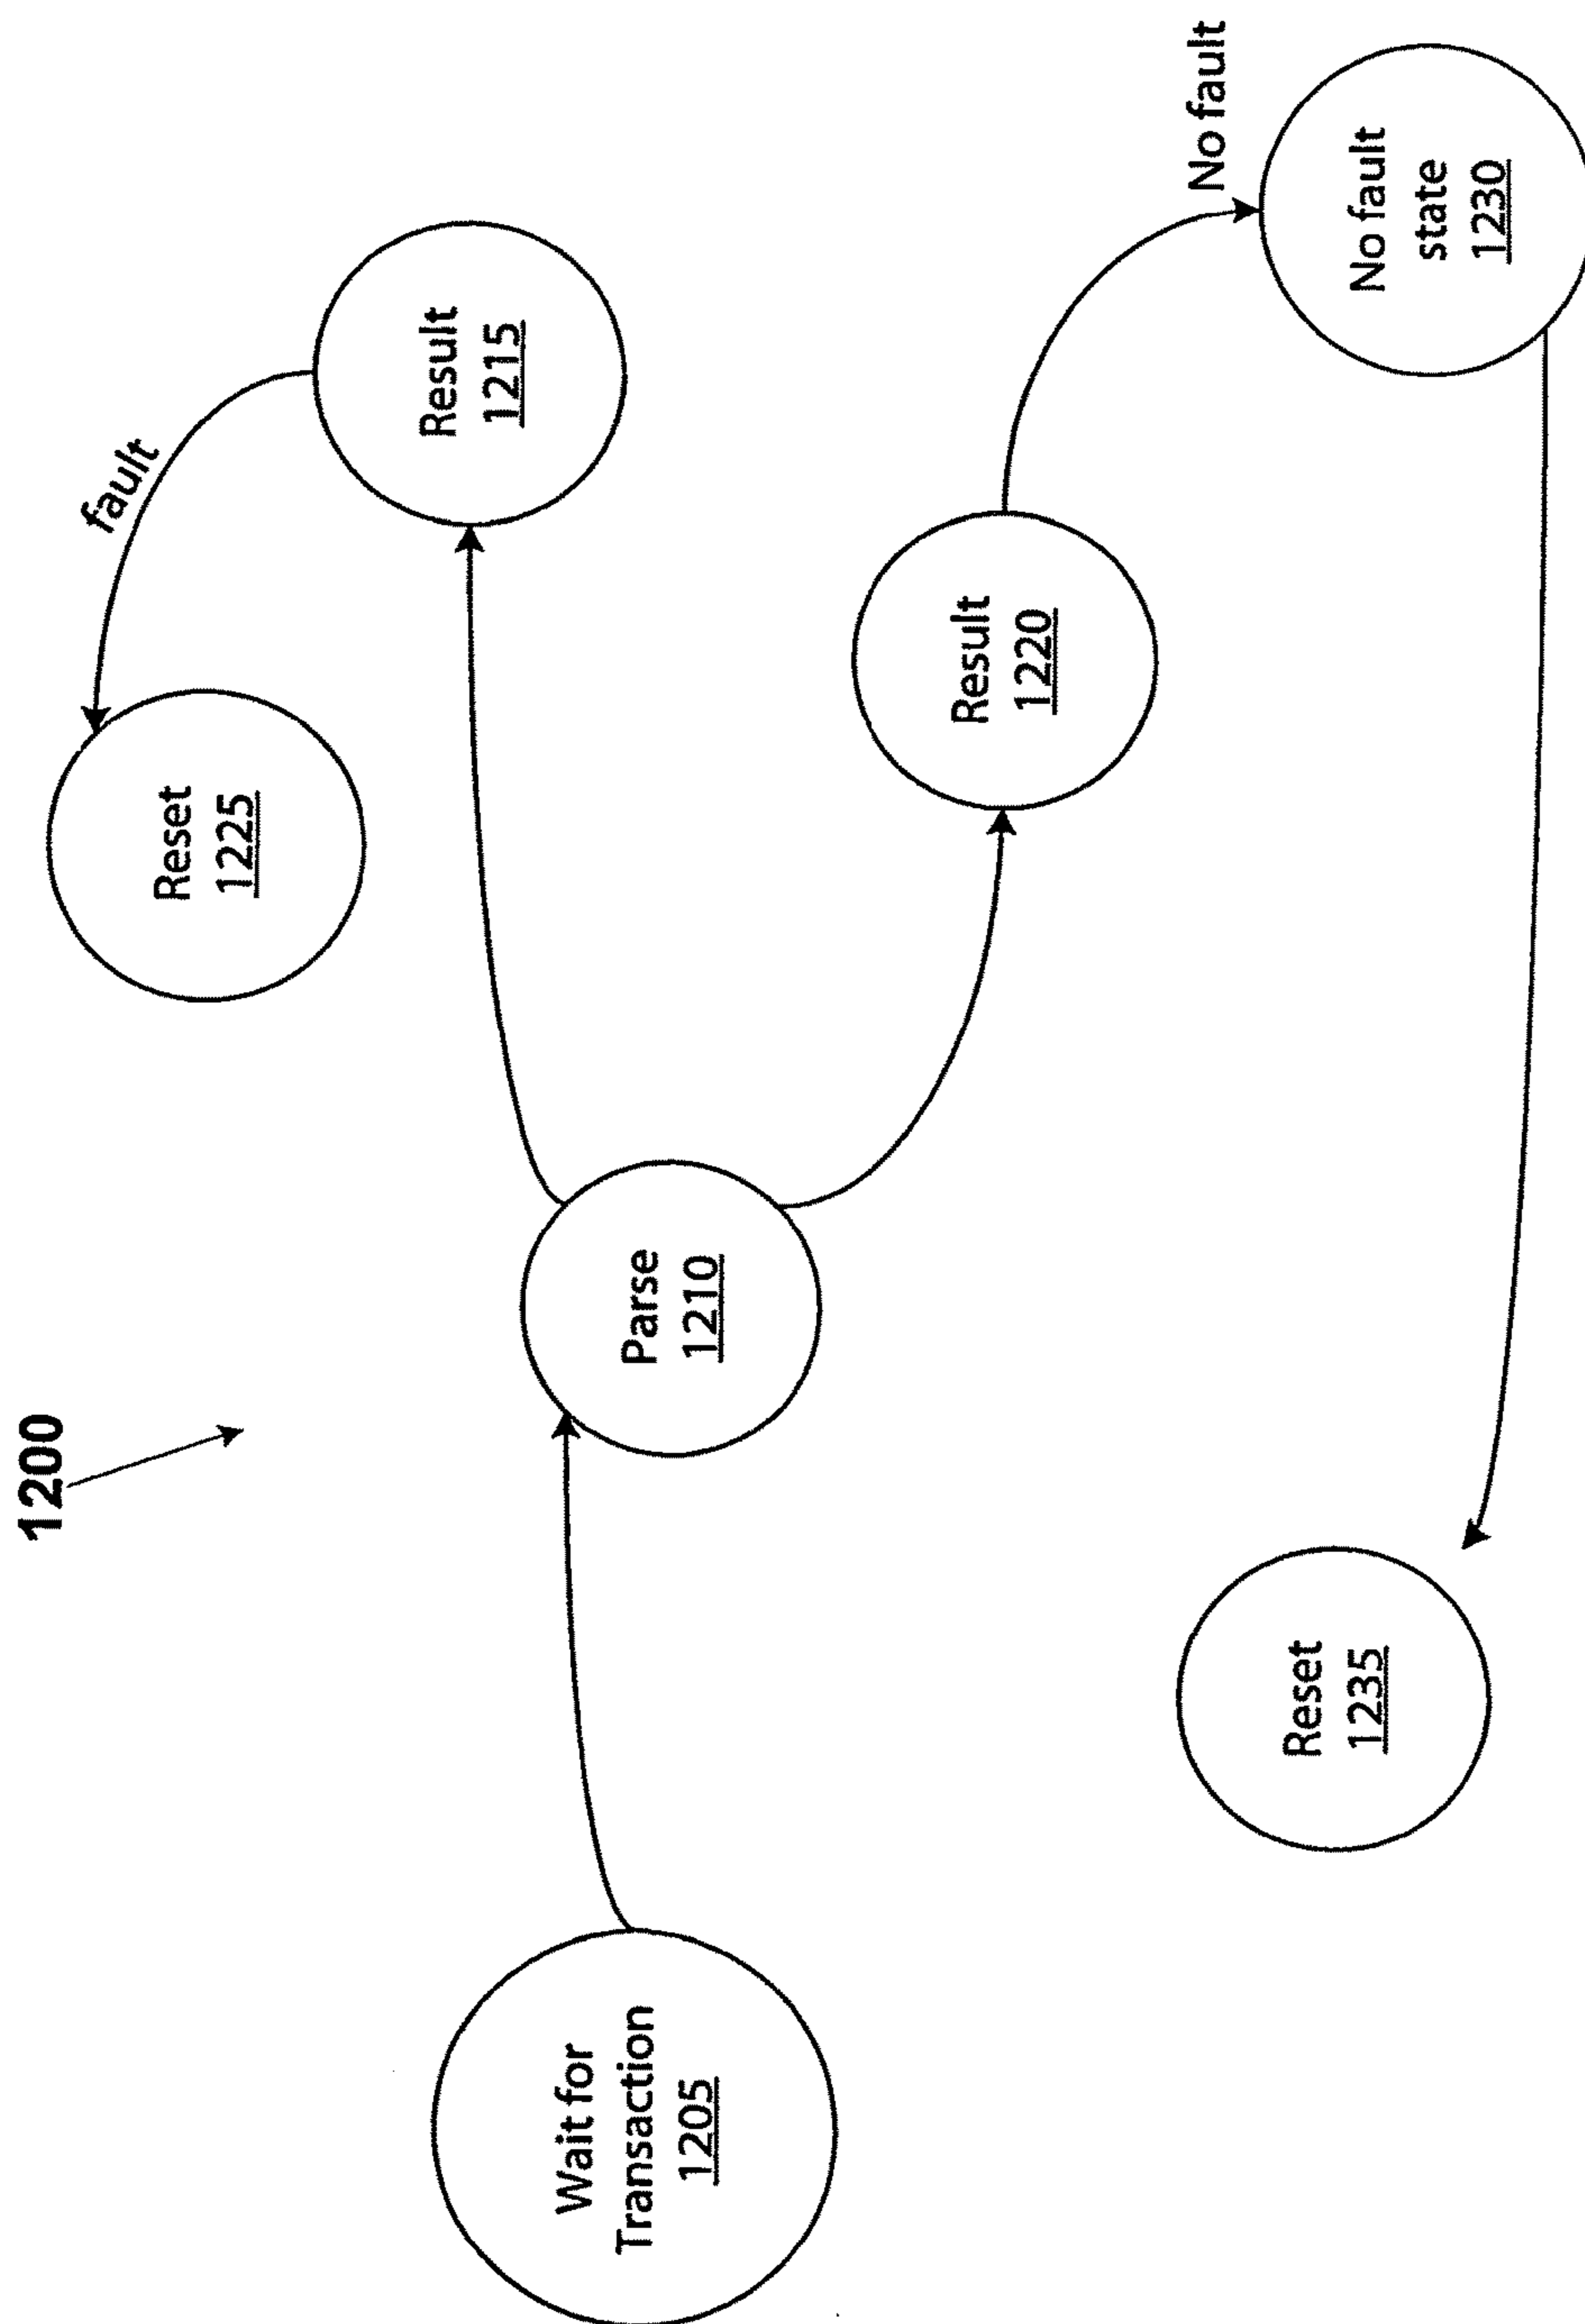 1200
fault
Reset
1225
Result
1215
Wait for
Transaction
1205
Parse
1210
Result
1220
No fault
Reset
1235
No fault
state
1230